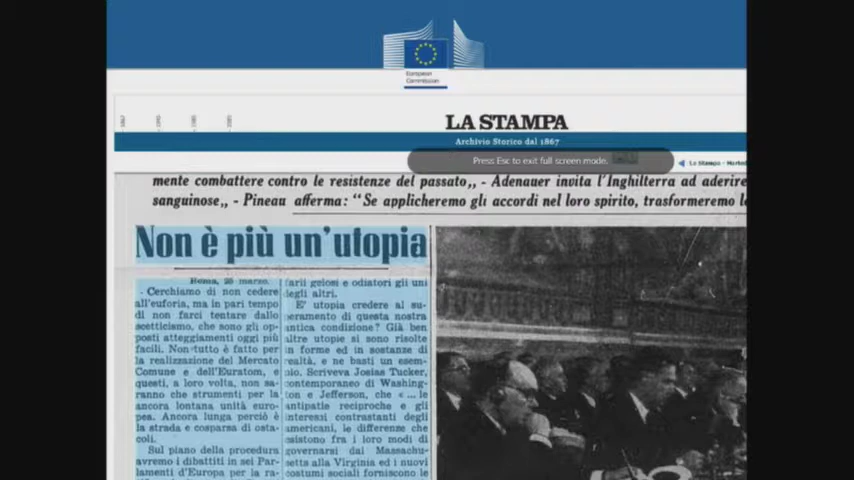 European
Commission
1867
LA STAMPA
Archivio Storico dal 1867
Press Esc to exit full screen mode.
La Stampa - Marted
mente combattere contro le resistenze del passato,, - Adenauer invita l'Inghilterra ad aderire
sanguinose,, - Pineau afferma: “Se applicheremo gli accordi nel loro spirito, trasformeremo
Non è più un'utopia
Roma, 25 marzo.
- Cerchiamo di non cedere
all'euforia, ma in pari tempo
di non farci tentare dallo
scetticismo, che sono gli op-
posti atteggiamenti oggi più
facili. Non tutto è fatto per
la realizzazione del Mercato
Comune e dell'Euratom, e
questi, a loro volta, non sa-
ranno che strumenti per la
ancora lontana unità euro-
pea. Ancora lunga perciò è
la strada e cosparsa di osta-
coli.
Sul piano della procedura
avremo i dibattiti in sei Par-
lamenti d'Europa per la ra-
farii gelosi e odiatori gli uni
degli altri.
E' utopia credere al su-
peramento di questa nostra
antica condizione? Già ben
altre utopie si sono risolte
in forme ed in sostanze di
realtà, e ne basti un esem-
pio. Scriveva Josias Tucker,
contemporaneo di Washing-
ton e Jefferson, che «... le
antipatie reciproche e gli
interessi contrastanti degli
americani, le differenze che
esistono fra i loro modi di
governarsi dal Massachu-
setts alla Virginia ed i nuovi
costumi sociali forniscono le